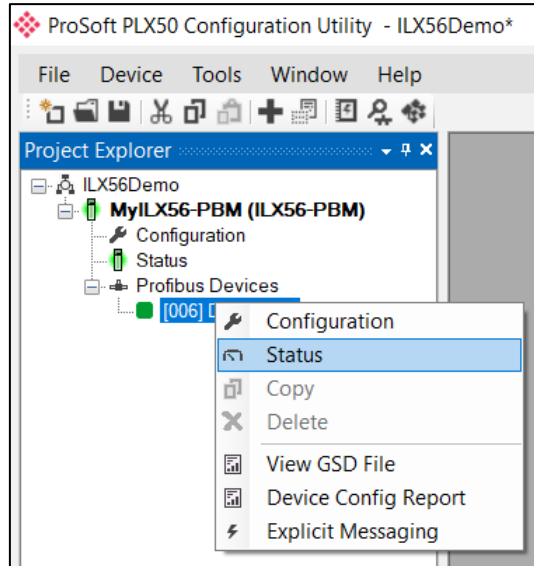 ProSoft PLX50 Configuration Utility - ILX56Demo*
File Device Tools Window Help
Project Explorer
ILX56Demo
MyILX56-PBM (ILX56-PBM)
Configuration
Status
Profibus Devices
[006]
Configuration
Status
Copy
Delete
View GSD File
Device Config Report
Explicit Messaging